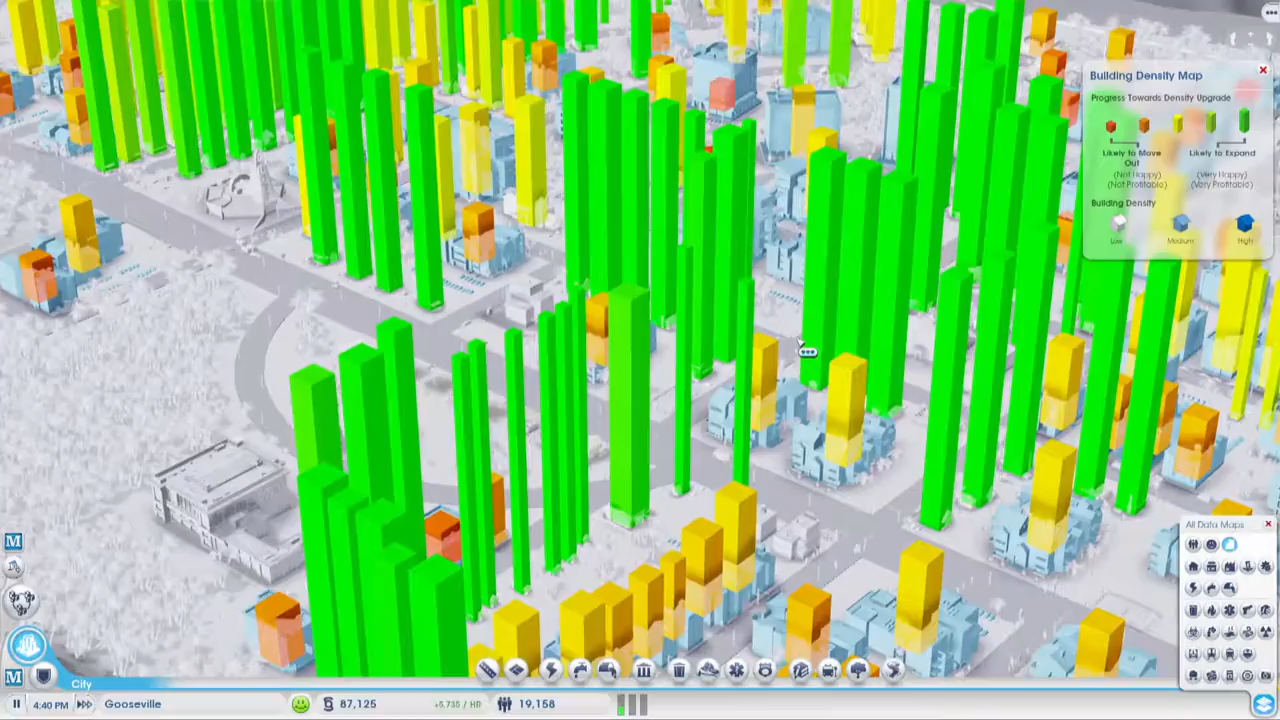 Building Density Map
Progress Towards Density Upgrade
Likely to Move Out
Likely to Expand
(Not Happy)
(Not Profitable)
(Very Happy)
(Very Profitable)
Building Density
Low
Medium
High
All Data Maps
M
M
City
4:40 PM
Gooseville
87,125
+5,735 / HR
19,158